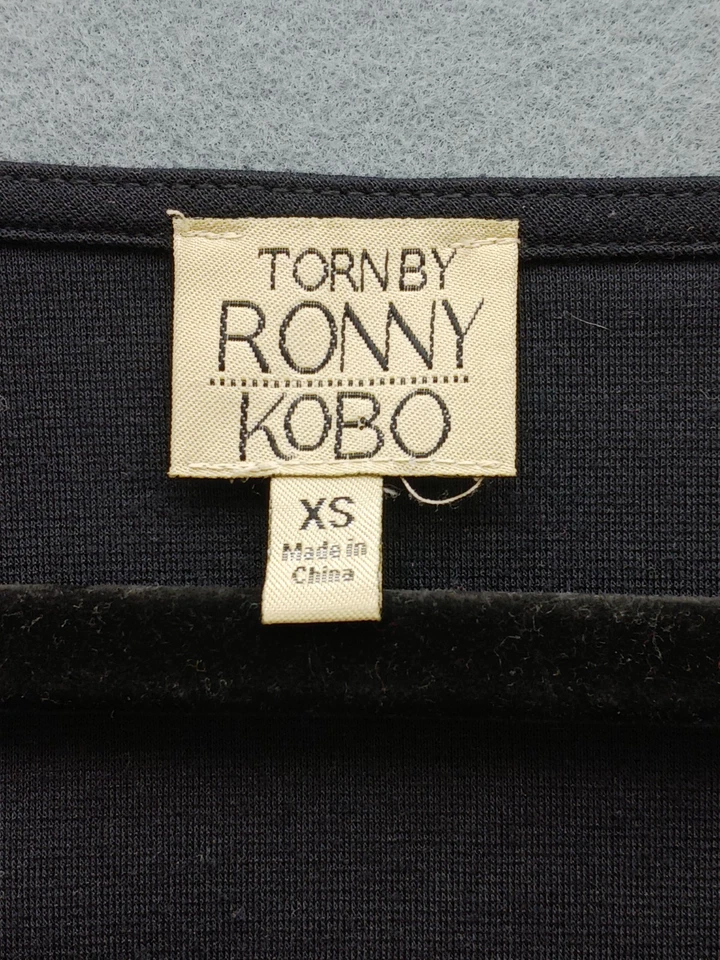 TORN BY
RONNY
KOBO
XS
Made in
China